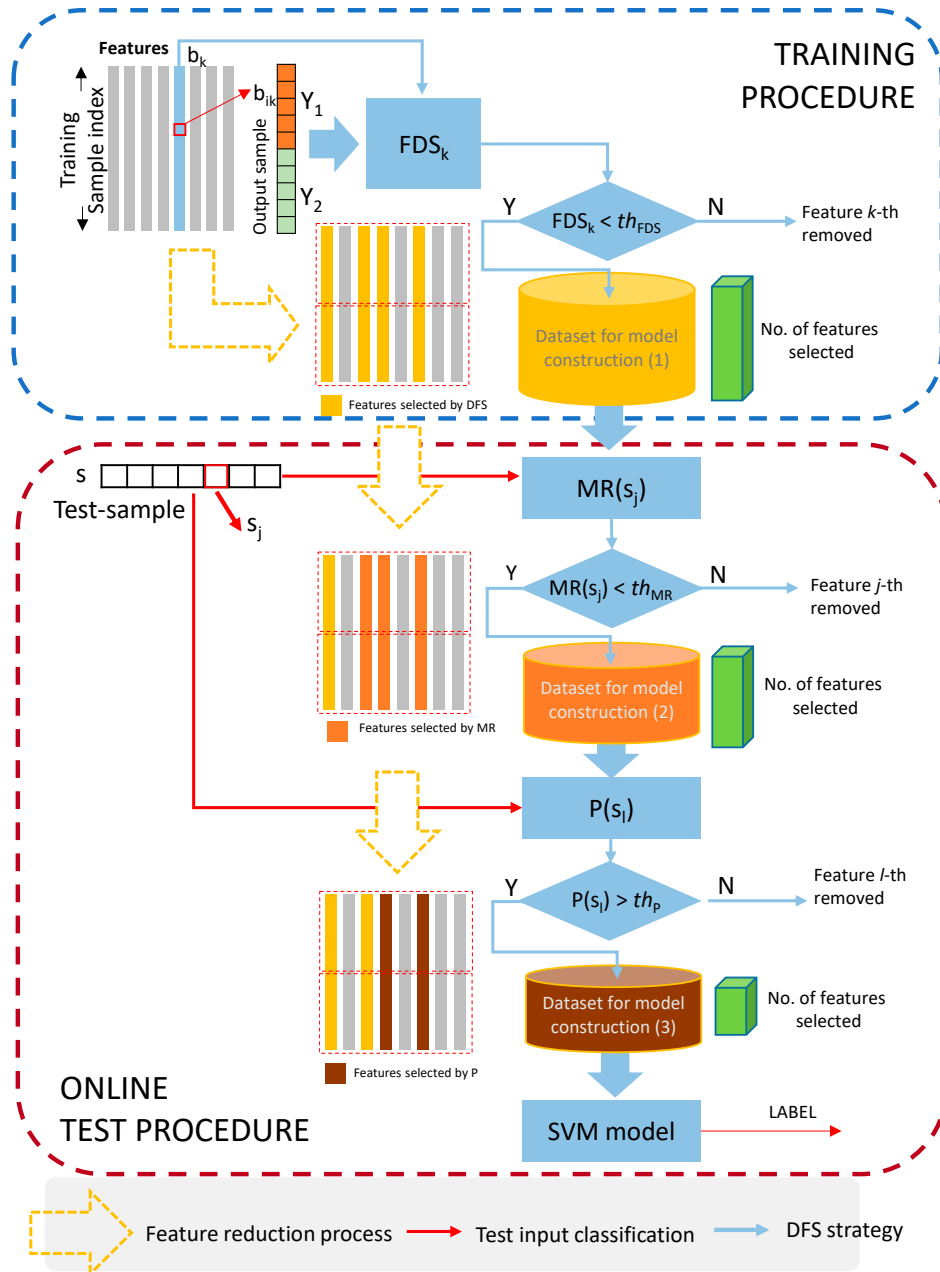 TRAINING
PROCEDURE
Features
b_k
Training
Sample index
b_ik
Output sample
Y_1
Y_2
FDS_k
Y
FDS_k < th_FDS
N
Feature k-th
removed
Dataset for model
construction (1)
No. of features
selected
Features selected by DFS
S
Test-sample
s_j
MR(s_j)
Y
MR(s_j) < th_MR
N
Feature j-th
removed
Dataset for model
construction (2)
No. of features
selected
Features selected by MR
P(s_l)
Y
P(s_l) > th_P
N
Feature l-th
removed
Dataset for model
construction (3)
No. of features
selected
Features selected by P
ONLINE
TEST PROCEDURE
SVM model
LABEL
Feature reduction process
Test input classification
DFS strategy